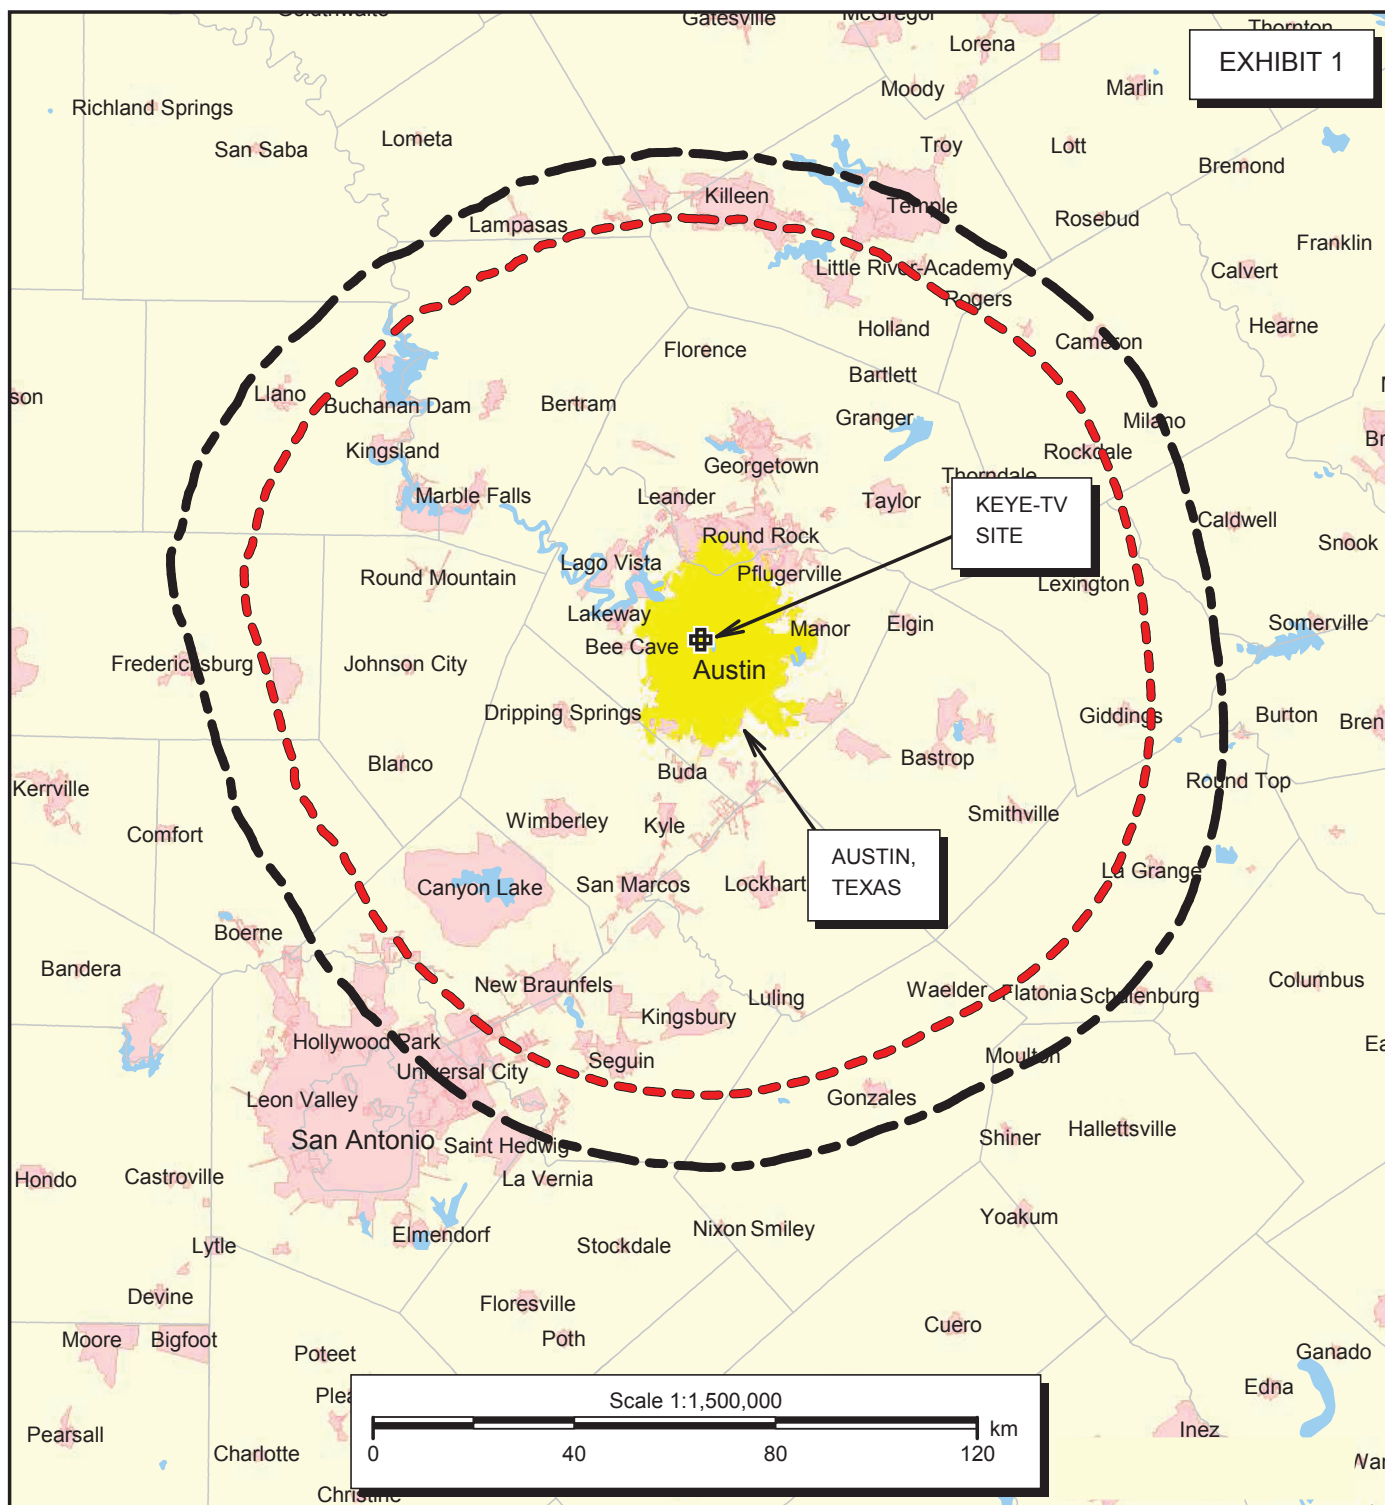 Goldthwaite
Gatesville
McGregor
Thornton
Lorena
EXHIBIT 1
Moody
Marlin
Richland Springs
San Saba
Lometa
Troy
Lott
Bremond
Killeen
Temple
Rosebud
Lampasas
Franklin
Little River-Academy
Calvert
Rogers
Holland
Cameron
Hearne
Florence
Bartlett
son
Llano
Buchanan Dam
Bertram
Granger
Milano
Kingsland
Georgetown
Rockdale
Br
Marble Falls
Leander
Taylor
Thorndale
KEYE-TV
SITE
Caldwell
Round Rock
Snook
Lago Vista
Pflugerville
Round Mountain
Lexington
Lakeway
Manor
Elgin
Somerville
Bee Cave
Fredericksburg
Johnson City
Austin
Dripping Springs
Giddings
Burton
Bren
Blanco
Buda
Bastrop
Round Top
Kerrville
Smithville
Comfort
Wimberley
Kyle
AUSTIN,
TEXAS
La Grange
Canyon Lake
San Marcos
Lockhart
Boerne
Bandera
New Braunfels
Luling
Waelder
Flatonia
Schulenburg
Columbus
Kingsbury
Hollywood Park
Ea
Universal City
Seguin
Moulton
Leon Valley
Gonzales
San Antonio
Saint Hedwig
Shiner
Hallettsville
Hondo
Castroville
La Vernia
Yoakum
Elmendorf
Nixon
Smiley
Lytle
Stockdale
Devine
Floresville
Moore
Bigfoot
Poth
Cuero
Poteet
Ganado
Plea
Edna
Scale 1:1,500,000
km
0
40
80
120
Pearsall
Charlotte
Inez
Christine